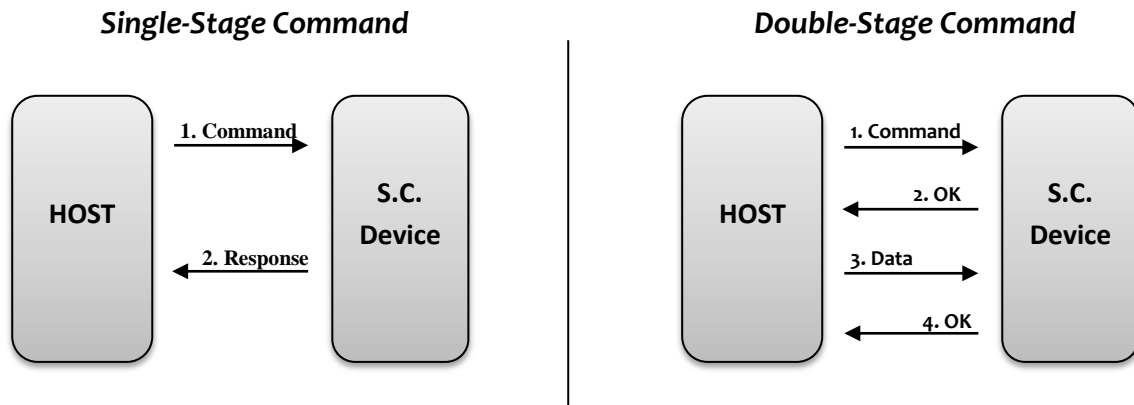 Single-Stage Command
HOST
1. Command
2. Response
S.C.
Device
Double-Stage Command
HOST
1. Command
2. OK
3. Data
4. OK
S.C.
Device